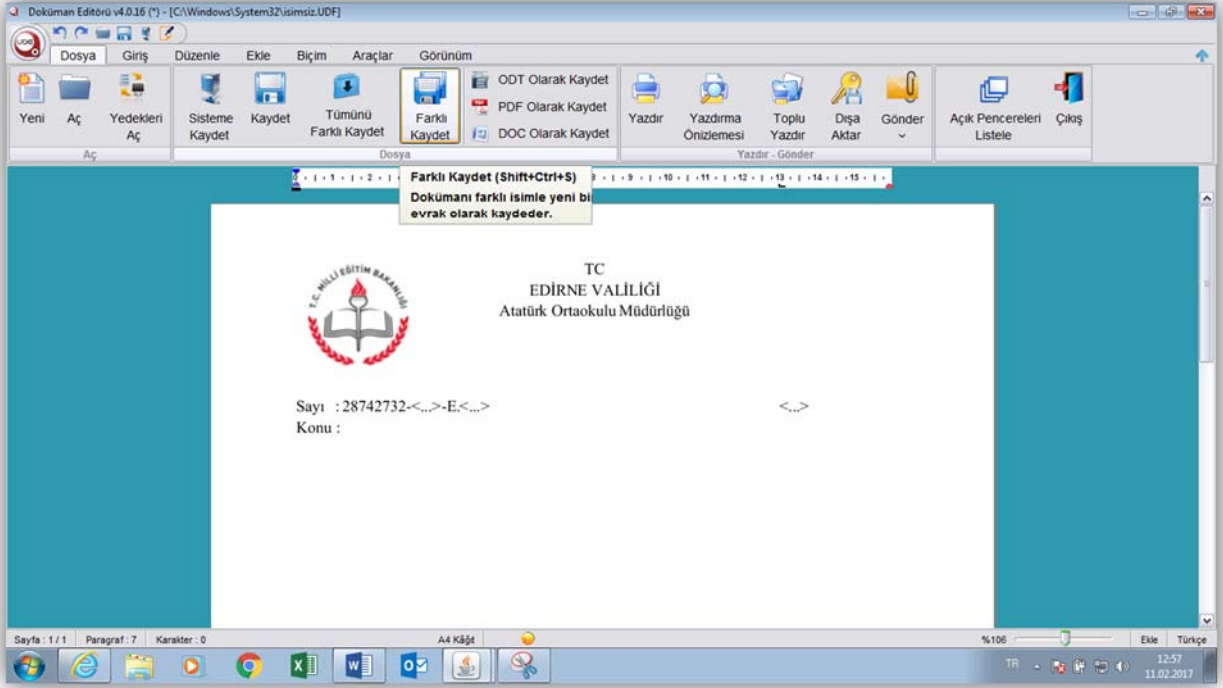 Doküman Editörü v4.0.16 (*) - [C:\Windows\System32\isimsiz.UDF]
Dosya Giriş Düzenle Ekle Biçim Araçlar Görünüm
Yeni Aç Yedekleri Aç
Sisteme Kaydet Kaydet Tümünü Farklı Kaydet Farklı Kaydet
ODT Olarak Kaydet
PDF Olarak Kaydet
DOC Olarak Kaydet
Yazdır Yazdırma Önizlemesi Toplu Yazdır Dışa Aktar Gönder
Açık Pencereleri Listele Çıkış
Aç Dosya Yazdır - Gönder
Farklı Kaydet (Shift+Ctrl+S)
Dokümanı farklı isimle yeni bi
evrak olarak kaydeder.
T.C. MİLLİ EĞİTİM BAKANLIĞI
TC
EDİRNE VALİLİĞİ
Atatürk Ortaokulu Müdürlüğü
Sayı : 28742732-<...>-E.<...> <...>
Konu :
Sayfa : 1 / 1 Paragraf : 7 Karakter : 0 A4 Kâğıt %106 Ekle Türkçe
TR 12:57
11.02.2017